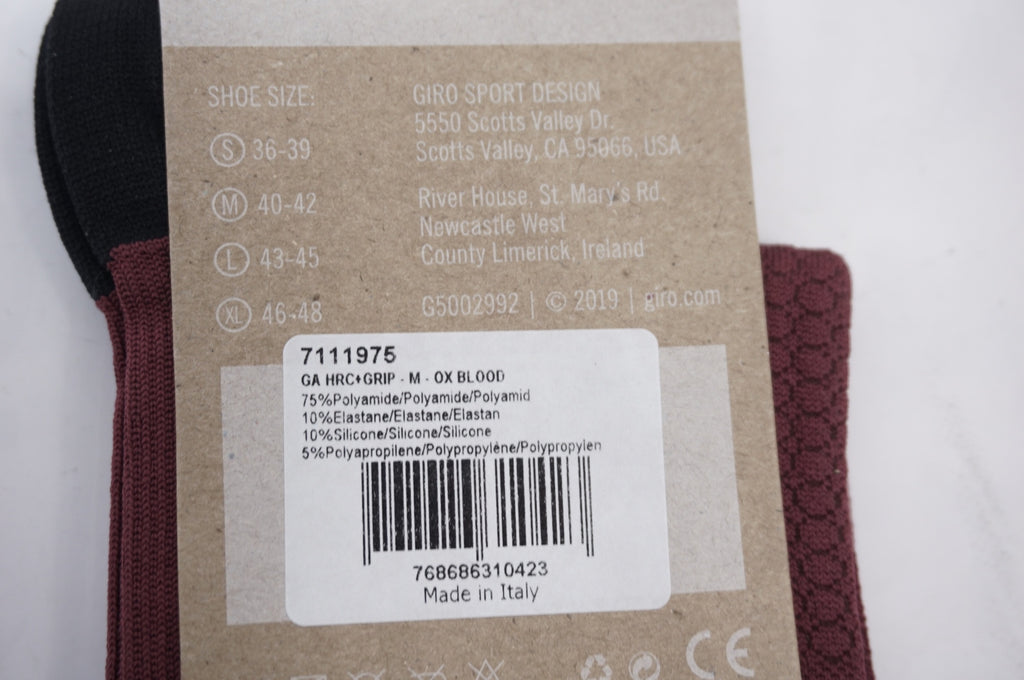 SHOE SIZE:
S 36-39
M 40-42
L 43-45
XL 46-48
GIRO SPORT DESIGN
5550 Scotts Valley Dr.
Scotts Valley, CA 95066, USA
River House, St. Mary's Rd.
Newcastle West
County Limerick, Ireland
G5002992 | © 2019 | giro.com
7111975
GA HRC+GRIP - M - OX BLOOD
75%Polyamide/Polyamide/Polyamid
10%Elastane/Elastane/Elastan
10%Silicone/Silicone/Silicone
5%Polyapropilene/Polypropylène/Polypropylen
768686310423
Made in Italy
CE